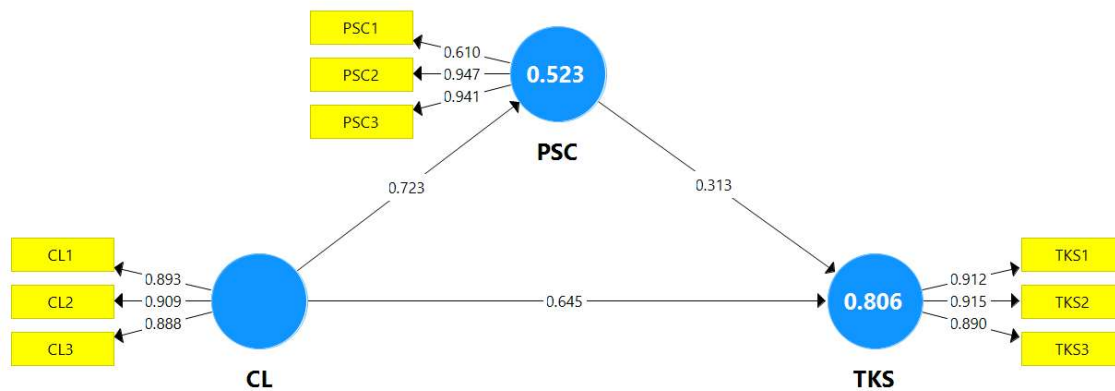 PSC1
PSC2
PSC3
0.610
0.947
0.941
0.523
PSC
0.723
0.313
CL1
CL2
CL3
0.893
0.909
0.888
0.645
0.806
0.912
0.915
0.890
TKS1
TKS2
TKS3
CL
TKS